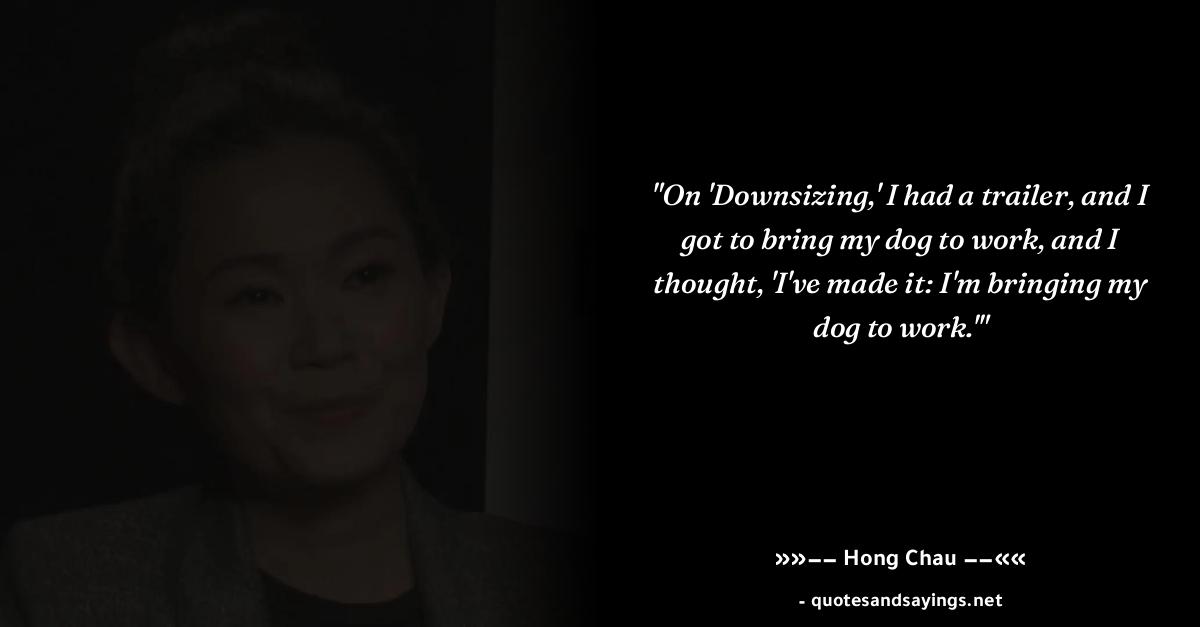 "On 'Downsizing,' I had a trailer, and I
got to bring my dog to work, and I
thought, 'I've made it: I'm bringing my
dog to work.'"
»»–– Hong Chau ––««
- quotesandsayings.net